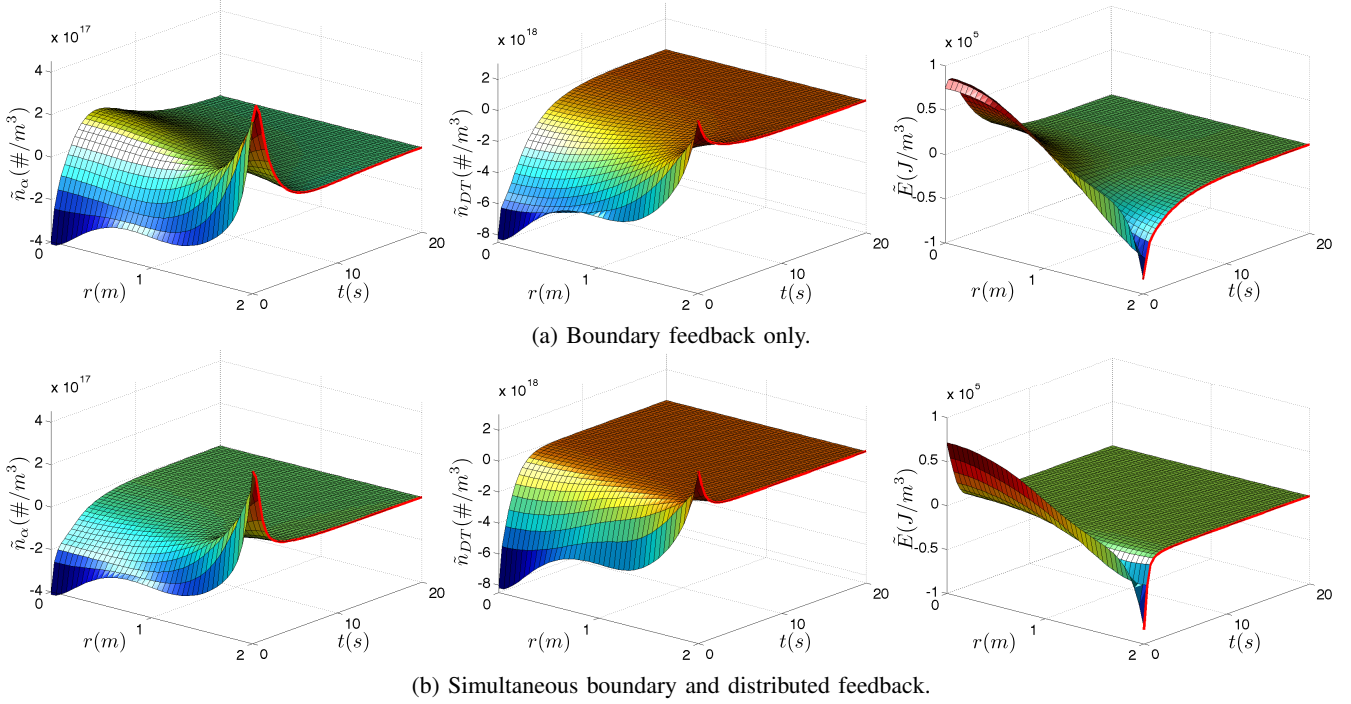 x 10^17
4
2
0
-2
-4
ñ_α(#/m^3)
0
1
2
r(m)
0
10
20
t(s)
x 10^18
2
0
-2
-4
-6
-8
ñ_DT(#/m^3)
0
1
2
r(m)
0
10
20
t(s)
x 10^5
1
0.5
0
-0.5
-1
Ẽ(J/m^3)
0
1
2
r(m)
0
10
20
t(s)
(a) Boundary feedback only.
x 10^17
4
2
0
-2
-4
ñ_α(#/m^3)
0
1
2
r(m)
0
10
20
t(s)
x 10^18
2
0
-2
-4
-6
-8
ñ_DT(#/m^3)
0
1
2
r(m)
0
10
20
t(s)
x 10^5
1
0.5
0
-0.5
-1
Ẽ(J/m^3)
0
1
2
r(m)
0
10
20
t(s)
(b) Simultaneous boundary and distributed feedback.